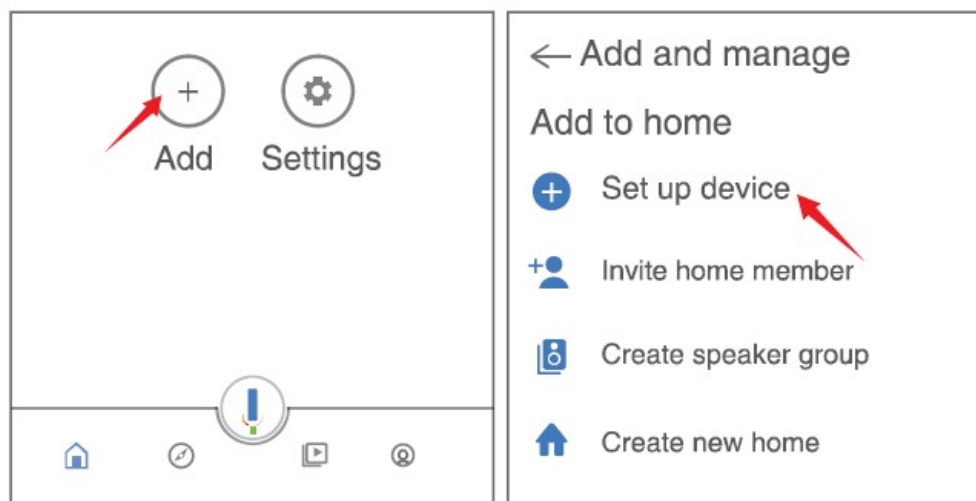 Add Settings
Add and manage
Add to home
Set up device
Invite home member
Create speaker group
Create new home